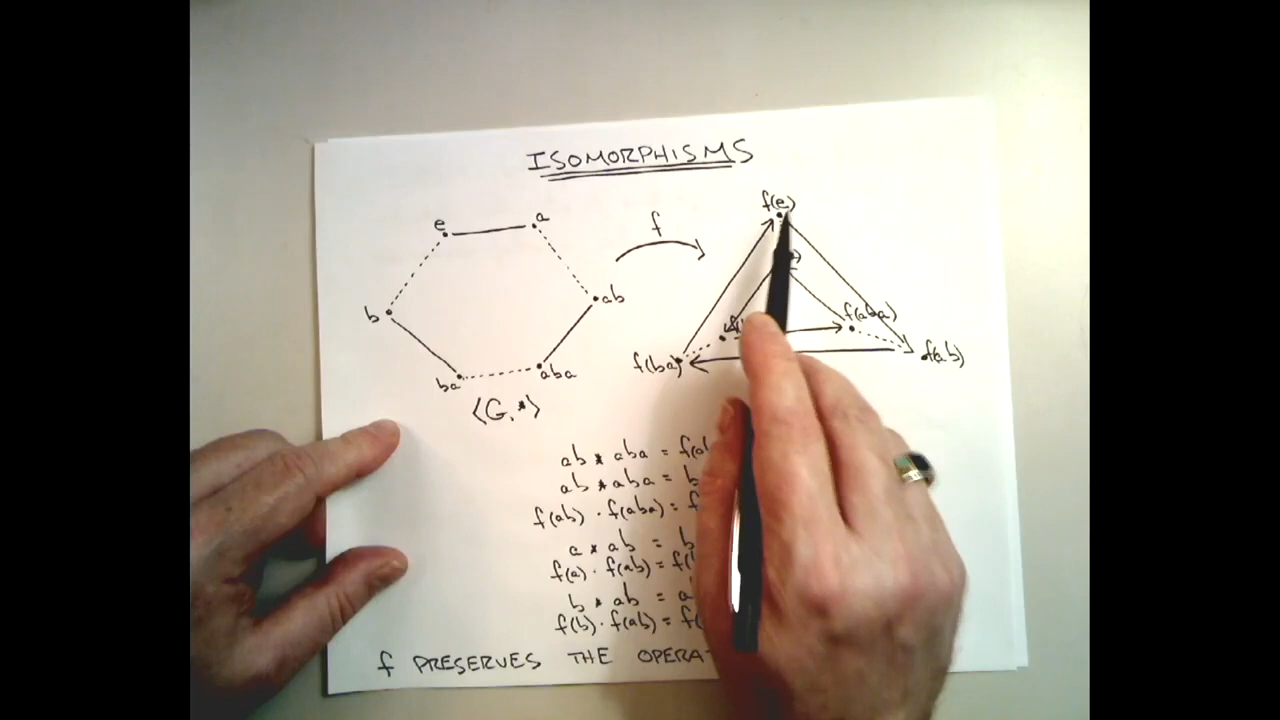 ISOMORPHISMS
e a f f(e)
b ab f(aba)
ba aba f(ba) f(ab)
⟨G,*⟩
ab * aba =
ab * aba = b
f(ab) · f(aba) = f
a * ab = b
f(a) · f(ab) =
b * ab = a
f(b) · f(ab) =
f PRESERVES THE